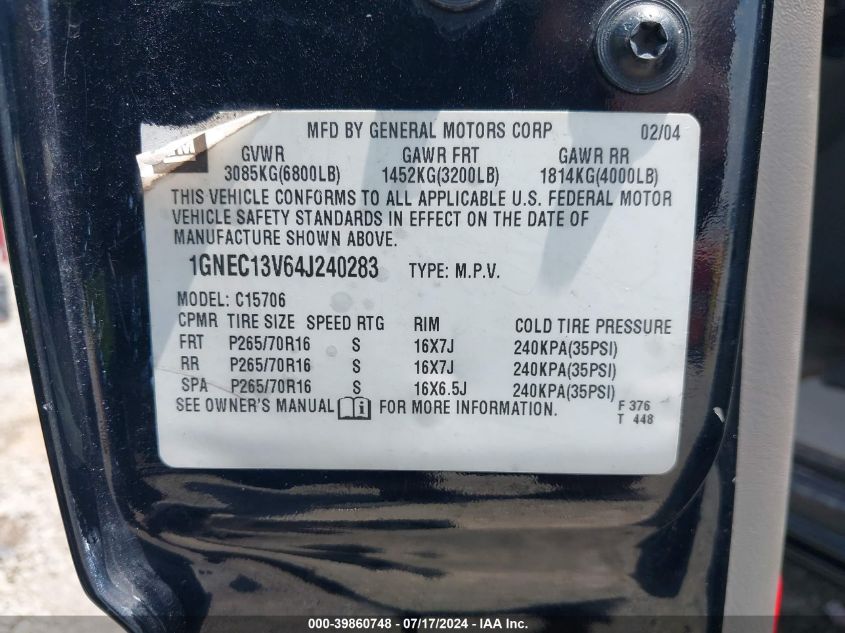 MFD BY GENERAL MOTORS CORP 02/04
GVWR GAWR FRT GAWR RR
3085KG(6800LB) 1452KG(3200LB) 1814KG(4000LB)
THIS VEHICLE CONFORMS TO ALL APPLICABLE U.S. FEDERAL MOTOR
VEHICLE SAFETY STANDARDS IN EFFECT ON THE DATE OF
MANUFACTURE SHOWN ABOVE.
1GNEC13V64J240283 TYPE: M.P.V.
MODEL: C15706
CPMR TIRE SIZE SPEED RTG RIM COLD TIRE PRESSURE
FRT P265/70R16 S 16X7J 240KPA(35PSI)
RR P265/70R16 S 16X7J 240KPA(35PSI)
SPA P265/70R16 S 16X6.5J 240KPA(35PSI)
SEE OWNER'S MANUAL i FOR MORE INFORMATION.
F 376
T 448
000-39860748 - 07/17/2024 - IAA Inc.